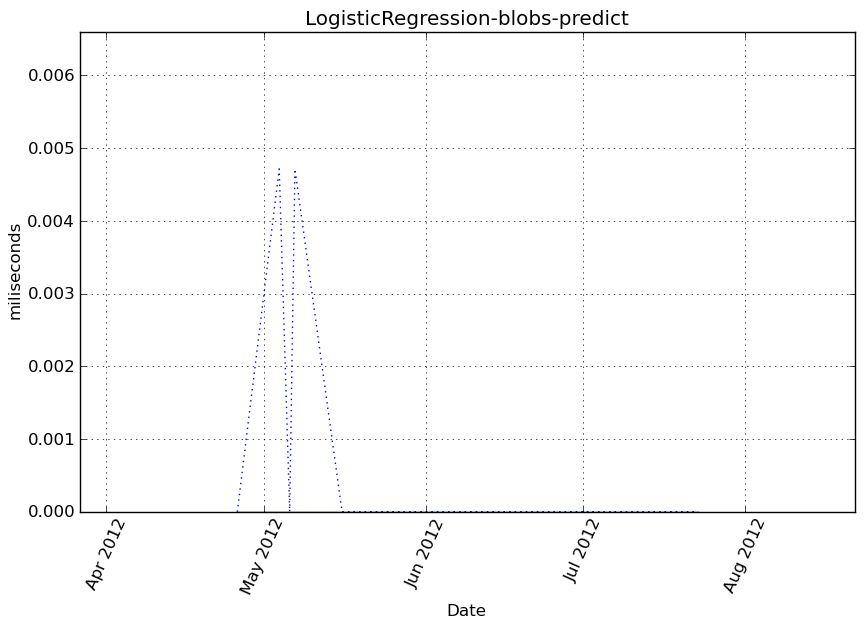 LogisticRegression-blobs-predict
0.006
0.005
0.004
0.003
0.002
0.001
0.000
miliseconds
Apr 2012
May 2012
Jun 2012
Jul 2012
Aug 2012
Date